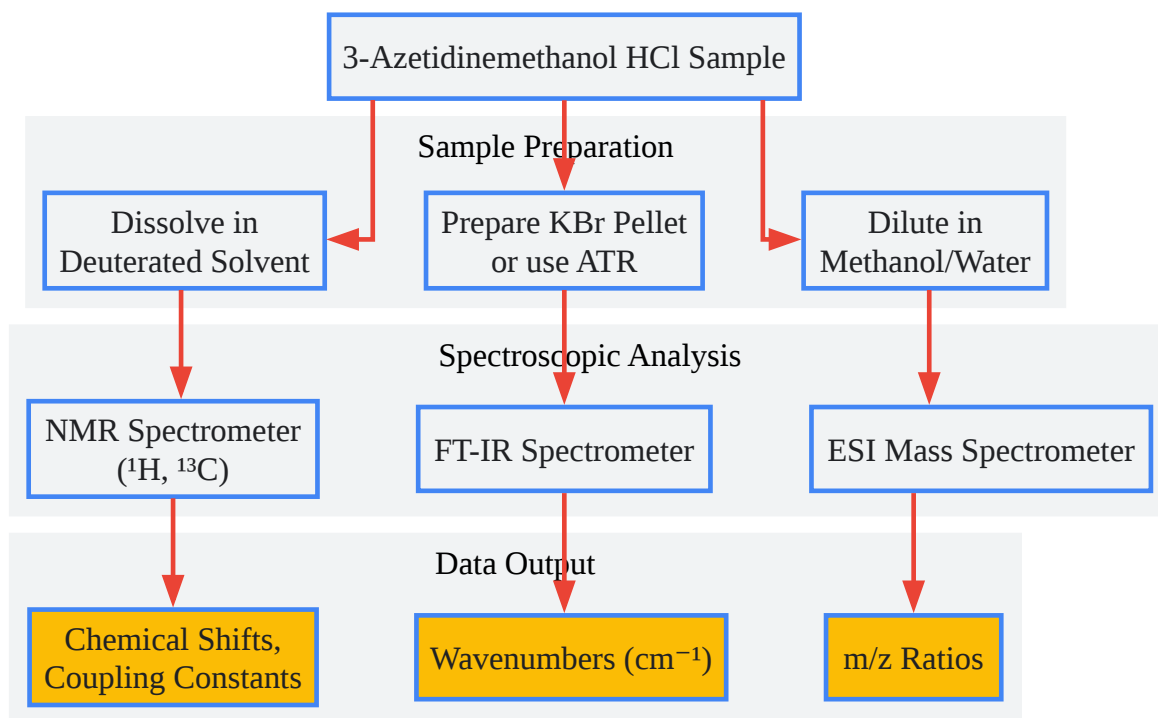 3-Azetidinemethanol HCl Sample
Sample Preparation
Dissolve in
Deuterated Solvent
Prepare KBr Pellet
or use ATR
Dilute in
Methanol/Water
Spectroscopic Analysis
NMR Spectrometer
(¹H, ¹³C)
FT-IR Spectrometer
ESI Mass Spectrometer
Data Output
Chemical Shifts,
Coupling Constants
Wavenumbers (cm⁻¹)
m/z Ratios